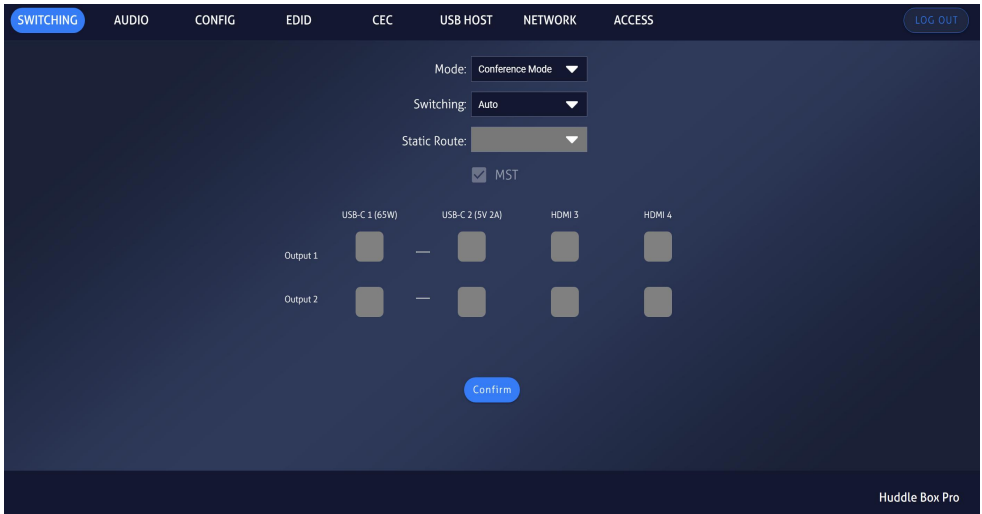 SWITCHING AUDIO CONFIG EDID CEC USB HOST NETWORK ACCESS LOG OUT
Mode: Conference Mode
Switching: Auto
Static Route:
MST
USB-C 1 (65W) USB-C 2 (5V 2A) HDMI 3 HDMI 4
Output 1
Output 2
Confirm
Huddle Box Pro